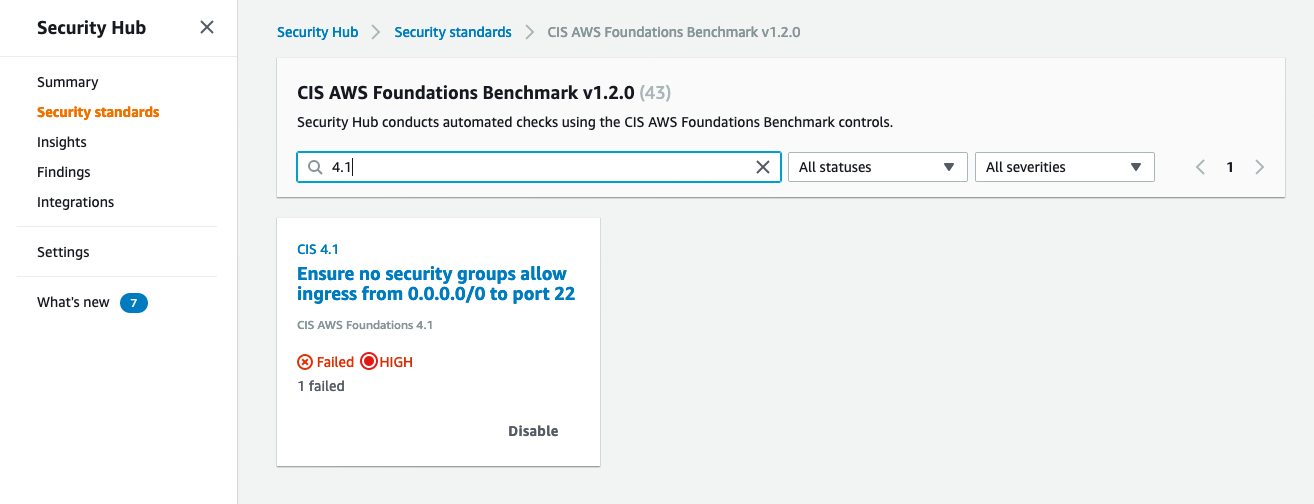 Security Hub
Summary
Security standards
Insights
Findings
Integrations
Settings
What's new 7
Security Hub > Security standards > CIS AWS Foundations Benchmark v1.2.0
CIS AWS Foundations Benchmark v1.2.0 (43)
Security Hub conducts automated checks using the CIS AWS Foundations Benchmark controls.
4.1 All statuses All severities 1
CIS 4.1
Ensure no security groups allow
ingress from 0.0.0.0/0 to port 22
CIS AWS Foundations 4.1
Failed HIGH
1 failed
Disable